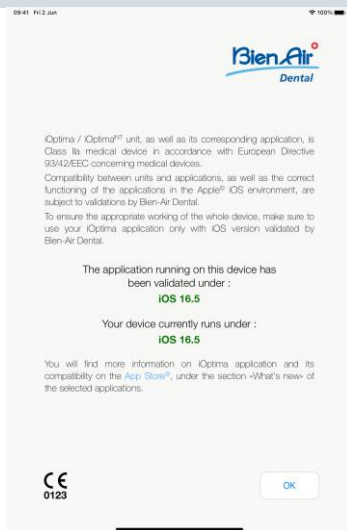 09:41 Fri 2 Jun 100%
Bien Air
Dental
iOptima / iOptimaINT unit, as well as its corresponding application, is
Class IIa medical device in accordance with European Directive
93/42/EEC concerning medical devices.
Compatibility between units and applications, as well as the correct
functioning of the applications in the Apple® iOS environment, are
subject to validations by Bien-Air Dental.
To ensure the appropriate working of the whole device, make sure to
use your iOptima application only with iOS version validated by
Bien-Air Dental.
The application running on this device has
been validated under :
iOS 16.5
Your device currently runs under :
iOS 16.5
You will find more information on iOptima application and its
compatibility on the App Store®, under the section «What's new» of
the selected applications.
CE
0123
OK